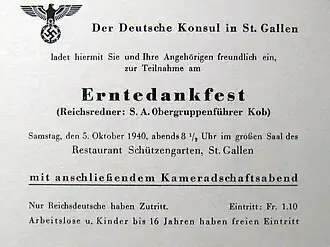 Der Deutsche Konsul in St. Gallen
ladet hiermit Sie und Ihre Angehörigen freundlich ein,
zur Teilnahme am
Erntedankfest
(Reichsredner: S. A. Obergruppenführer Kob)
Samstag, den 5. Oktober 1940, abends 8 ¹/₂ Uhr im großen Saal des
Restaurant Schützengarten, St. Gallen
mit anschließendem Kameradschaftsabend
Nur Reichsdeutsche haben Zutritt. Eintritt: Fr. 1.10
Arbeitslose u. Kinder bis 16 Jahren haben freien Eintritt